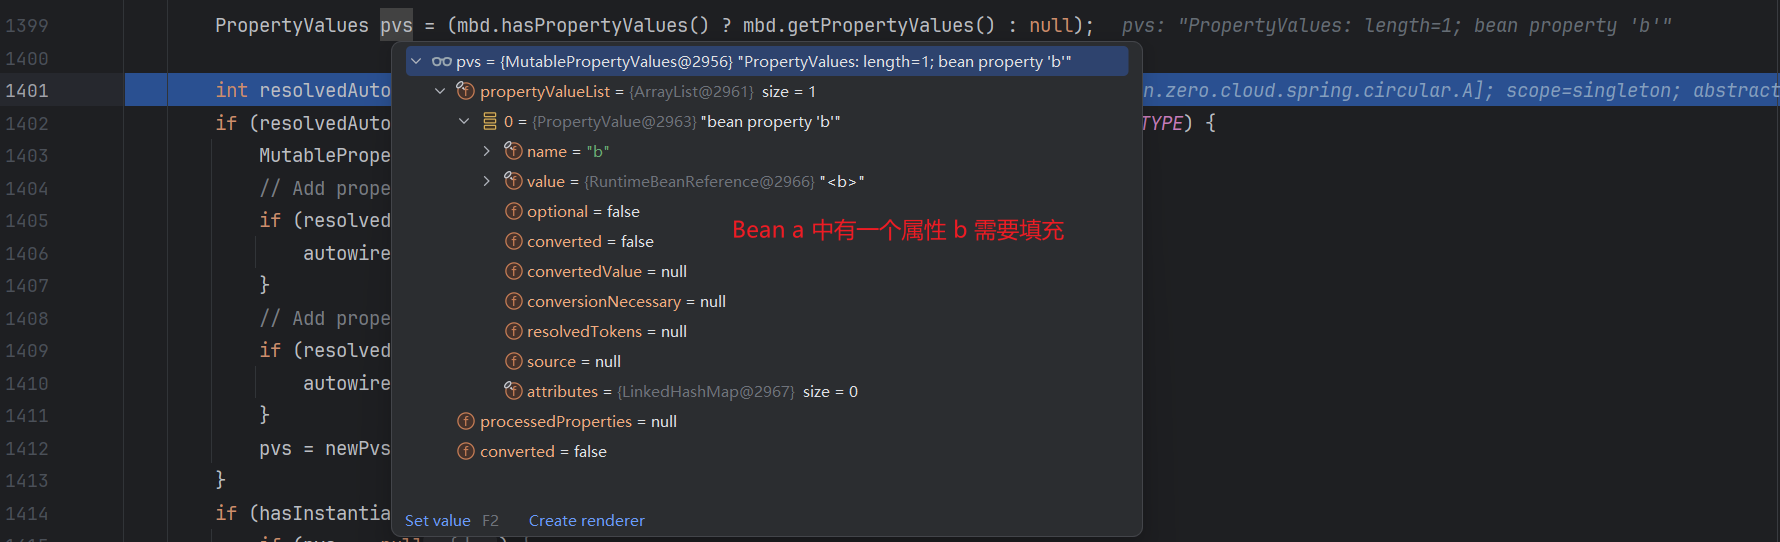 1399 PropertyValues pvs = (mbd.hasPropertyValues() ? mbd.getPropertyValues() : null); pvs: "PropertyValues: length=1; bean property 'b'"
1400
pvs = {MutablePropertyValues@2956} "PropertyValues: length=1; bean property 'b'"
1401 int resolvedAuto n.zero.cloud.spring.circular.A]; scope=singleton; abstract
propertyValueList = {ArrayList@2961} size = 1
1402 if (resolvedAuto TYPE) {
0 = {PropertyValue@2963} "bean property 'b'"
1403 MutablePrope
name = "b"
1404 // Add prope
value = {RuntimeBeanReference@2966} "<b>"
1405 if (resolved
optional = false
Bean a 中有一个属性 b 需要填充
1406 autowire
converted = false
1407 }
convertedValue = null
1408 // Add prope
conversionNecessary = null
1409 if (resolved
resolvedTokens = null
1410 autowire
source = null
1411 }
attributes = {LinkedHashMap@2967} size = 0
1412 pvs = newPvs
processedProperties = null
1413 }
converted = false
1414 if (hasInstantia
Set value F2 Create renderer